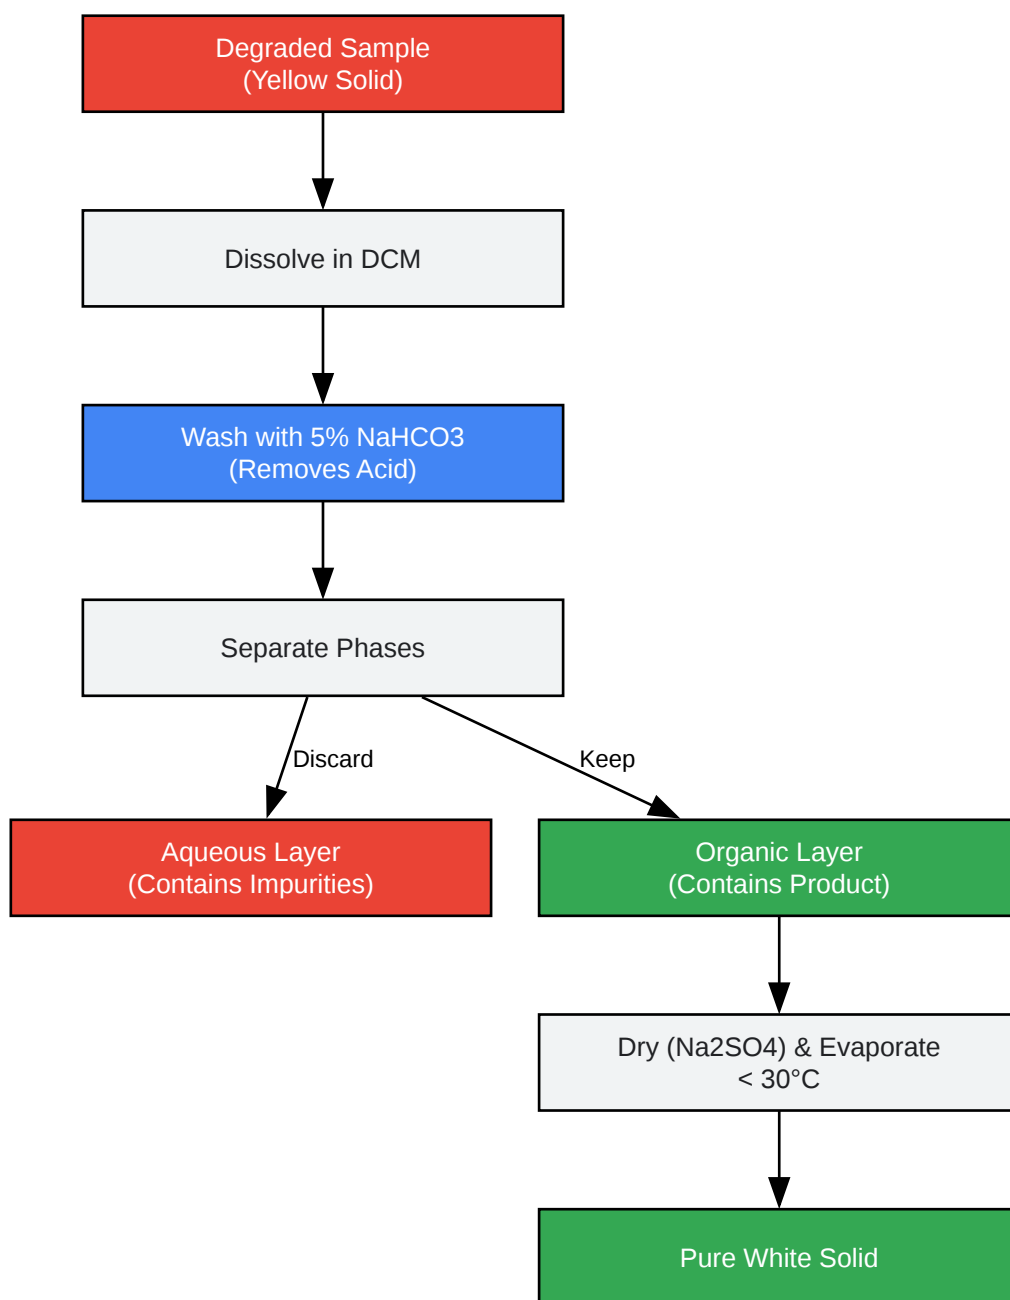 Degraded Sample
(Yellow Solid)
Dissolve in DCM
Wash with 5% NaHCO3
(Removes Acid)
Separate Phases
Discard
Keep
Aqueous Layer
(Contains Impurities)
Organic Layer
(Contains Product)
Dry (Na2SO4) & Evaporate
< 30°C
Pure White Solid